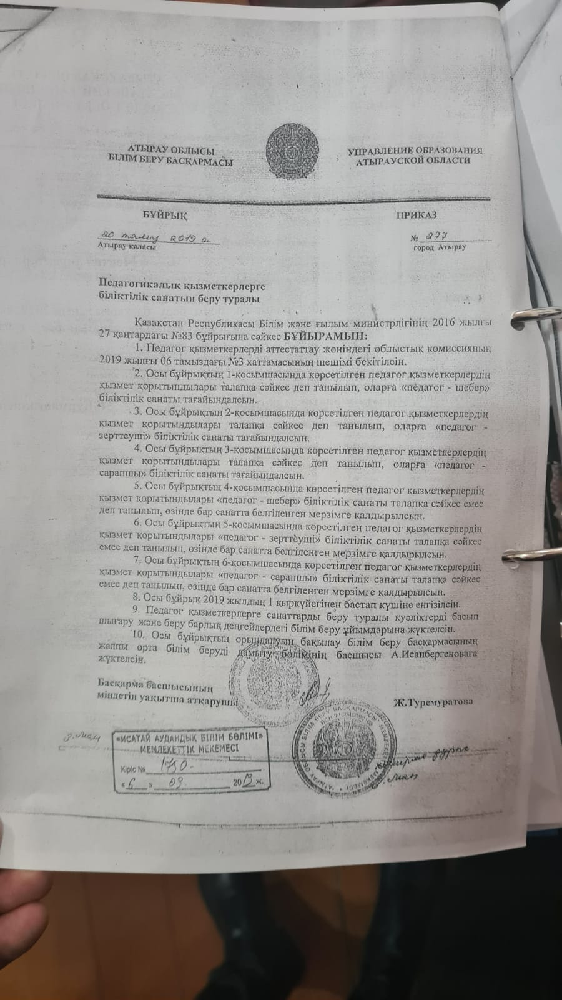 АТЫРАУ ОБЛЫСЫ
БІЛІМ БЕРУ БАСҚАРМАСЫ
УПРАВЛЕНИЕ ОБРАЗОВАНИЯ
АТЫРАУСКОЙ ОБЛАСТИ
БҰЙРЫҚ
ПРИКАЗ
20 тамыз 2019 ж.
№ 277
Атырау қаласы
город Атырау
Педагогикалық қызметкерлерге
біліктілік санатын беру туралы
Қазақстан Республикасы Білім және ғылым министрлігінің 2016 жылғы
27 қаңтардағы №83 бұйрығына сәйкес БҰЙЫРАМЫН:
1. Педагог қызметкерлерді аттестаттау жөніндегі облыстық комиссияның
2019 жылғы 06 тамыздағы №3 хаттамасының шешімі бекітілсін.
2. Осы бұйрықтың 1-қосымшасында көрсетілген педагог қызметкерлердің
қызмет қорытындылары талапқа сәйкес деп танылып, оларға «педагог - шебер»
біліктілік санаты тағайындалсын.
3. Осы бұйрықтың 2-қосымшасында көрсетілген педагог қызметкерлердің
қызмет қорытындылары талапқа сәйкес деп танылып, оларға «педагог -
зерттеуші» біліктілік санаты тағайындалсын.
4. Осы бұйрықтың 3-қосымшасында көрсетілген педагог қызметкерлердің
қызмет қорытындылары талапқа сәйкес деп танылып, оларға «педагог -
сарапшы» біліктілік санаты тағайындалсын.
5. Осы бұйрықтың 4-қосымшасында көрсетілген педагог қызметкерлердің
қызмет қорытындылары «педагог - шебер» біліктілік санаты талапқа сәйкес емес
деп танылып, өзінде бар санатта белгіленген мерзімге қалдырылсын.
6. Осы бұйрықтың 5-қосымшасында көрсетілген педагог қызметкерлердің
қызмет қорытындылары «педагог - зерттеуші» біліктілік санаты талапқа сәйкес
емес деп танылып, өзінде бар санатта белгіленген мерзімге қалдырылсын.
7. Осы бұйрықтың 6-қосымшасында көрсетілген педагог қызметкерлердің
қызмет қорытындылары «педагог - сарапшы» біліктілік санаты талапқа сәйкес
емес деп танылып, өзінде бар санатта белгіленген мерзімге қалдырылсын.
8. Осы бұйрық 2019 жылдың 1 қыркүйегінен бастап күшіне енгізілсін.
9. Педагог қызметкерлерге санаттарды беру туралы куәліктерді басып
шығару және беру барлық деңгейлердегі білім беру ұйымдарына жүктелсін.
10. Осы бұйрықтың орындалуын бақылау білім беру басқармасының
жалпы орта білім беруді дамыту бөлімінің басшысы А.Исапбергеноваға
жүктелсін.
Басқарма басшысының
міндетін уақытша атқарушы
Ж.Туремуратова
«ИСАТАЙ АУДАНДЫҚ БІЛІМ БӨЛІМІ»
МЕМЛЕКЕТТІК МЕКЕМЕСІ
Кіріс № 1750.
«6» 09. 2019 ж.